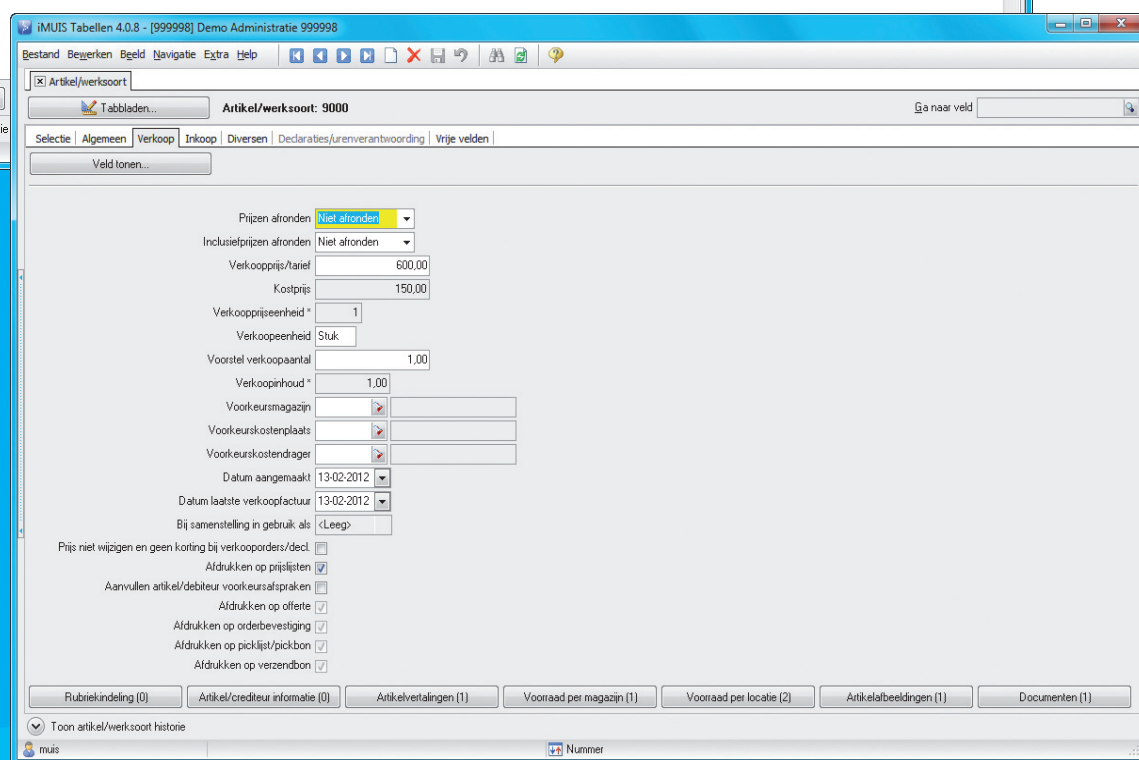 iMUIS Tabellen 4.0.8 - [999998] Demo Administratie 999998
Bestand Bewerken Beeld Navigatie Extra Help
Artikel/werksoort
Tabbladen... Artikel/werksoort: 9000 Ga naar veld
ie
Selectie Algemeen Verkoop Inkoop Diversen Declaraties/urenverantwoording Vrije velden
Veld tonen...
Prijzen afronden Niet afronden
Inclusiefprijzen afronden Niet afronden
Verkoopprijs/tarief 600,00
Kostprijs 150,00
Verkoopprijseenheid * 1
Verkoopeenheid Stuk
Voorstel verkoopaantal 1,00
Verkoopinhoud * 1,00
Voorkeursmagazijn
Voorkeurskostenplaats
Voorkeurskostendrager
Datum aangemaakt 13-02-2012
Datum laatste verkoopfactuur 13-02-2012
Bij samenstelling in gebruik als <Leeg>
Prijs niet wijzigen en geen korting bij verkooporders/decl.
Afdrukken op prijslijsten
Aanvullen artikel/debiteur voorkeursafspraken
Afdrukken op offerte
Afdrukken op orderbevestiging
Afdrukken op picklijst/pickbon
Afdrukken op verzendbon
Rubriekindeling (0) Artikel/crediteur informatie (0) Artikelvertalingen (1) Voorraad per magazijn (1) Voorraad per locatie (2) Artikelafbeeldingen (1) Documenten (1)
Toon artikel/werksoort historie
muis Nummer